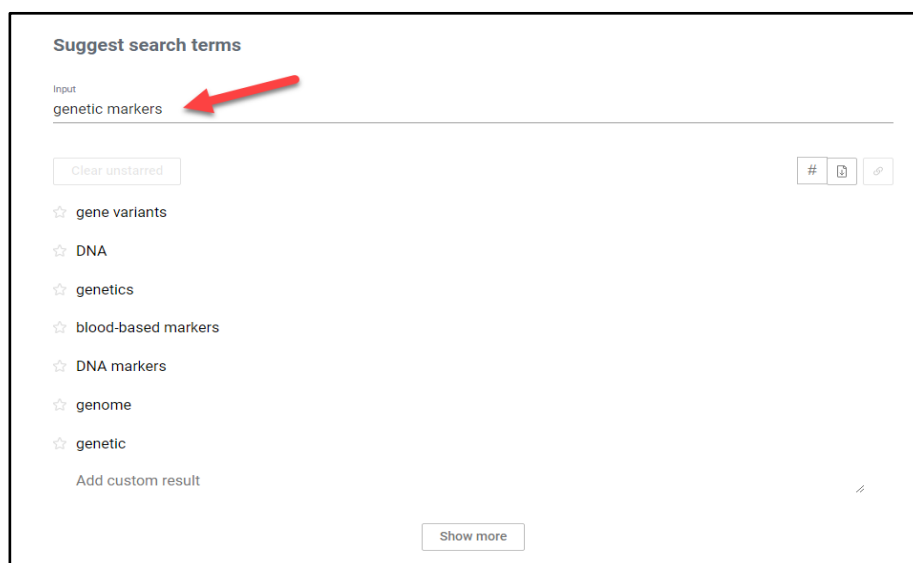 Suggest search terms
Input
genetic markers
Clear unstarred
#
gene variants
DNA
genetics
blood-based markers
DNA markers
genome
genetic
Add custom result
Show more